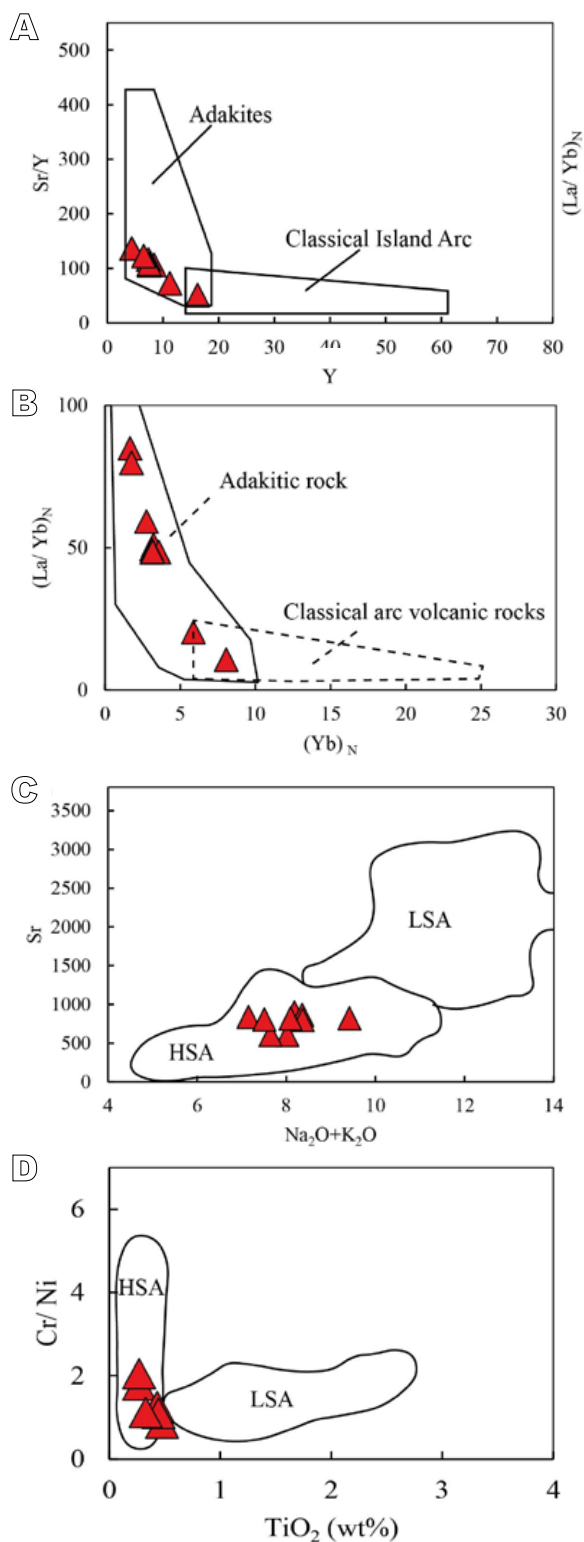 A
500
400
300
200
100
0
Sr/Y
(La/ Yb)N
Adakites
Classical Island Arc
0 10 20 30 40 50 60 70 80
Y
B
100
50
0
(La/ Yb)N
Adakitic rock
Classical arc volcanic rocks
0 5 10 15 20 25 30
(Yb) N
C
3500
3000
2500
2000
1500
1000
500
0
Sr
LSA
HSA
4 6 8 10 12 14
Na2O+K2O
D
6
4
2
0
Cr/ Ni
HSA
LSA
0 1 2 3 4
TiO2 (wt%)